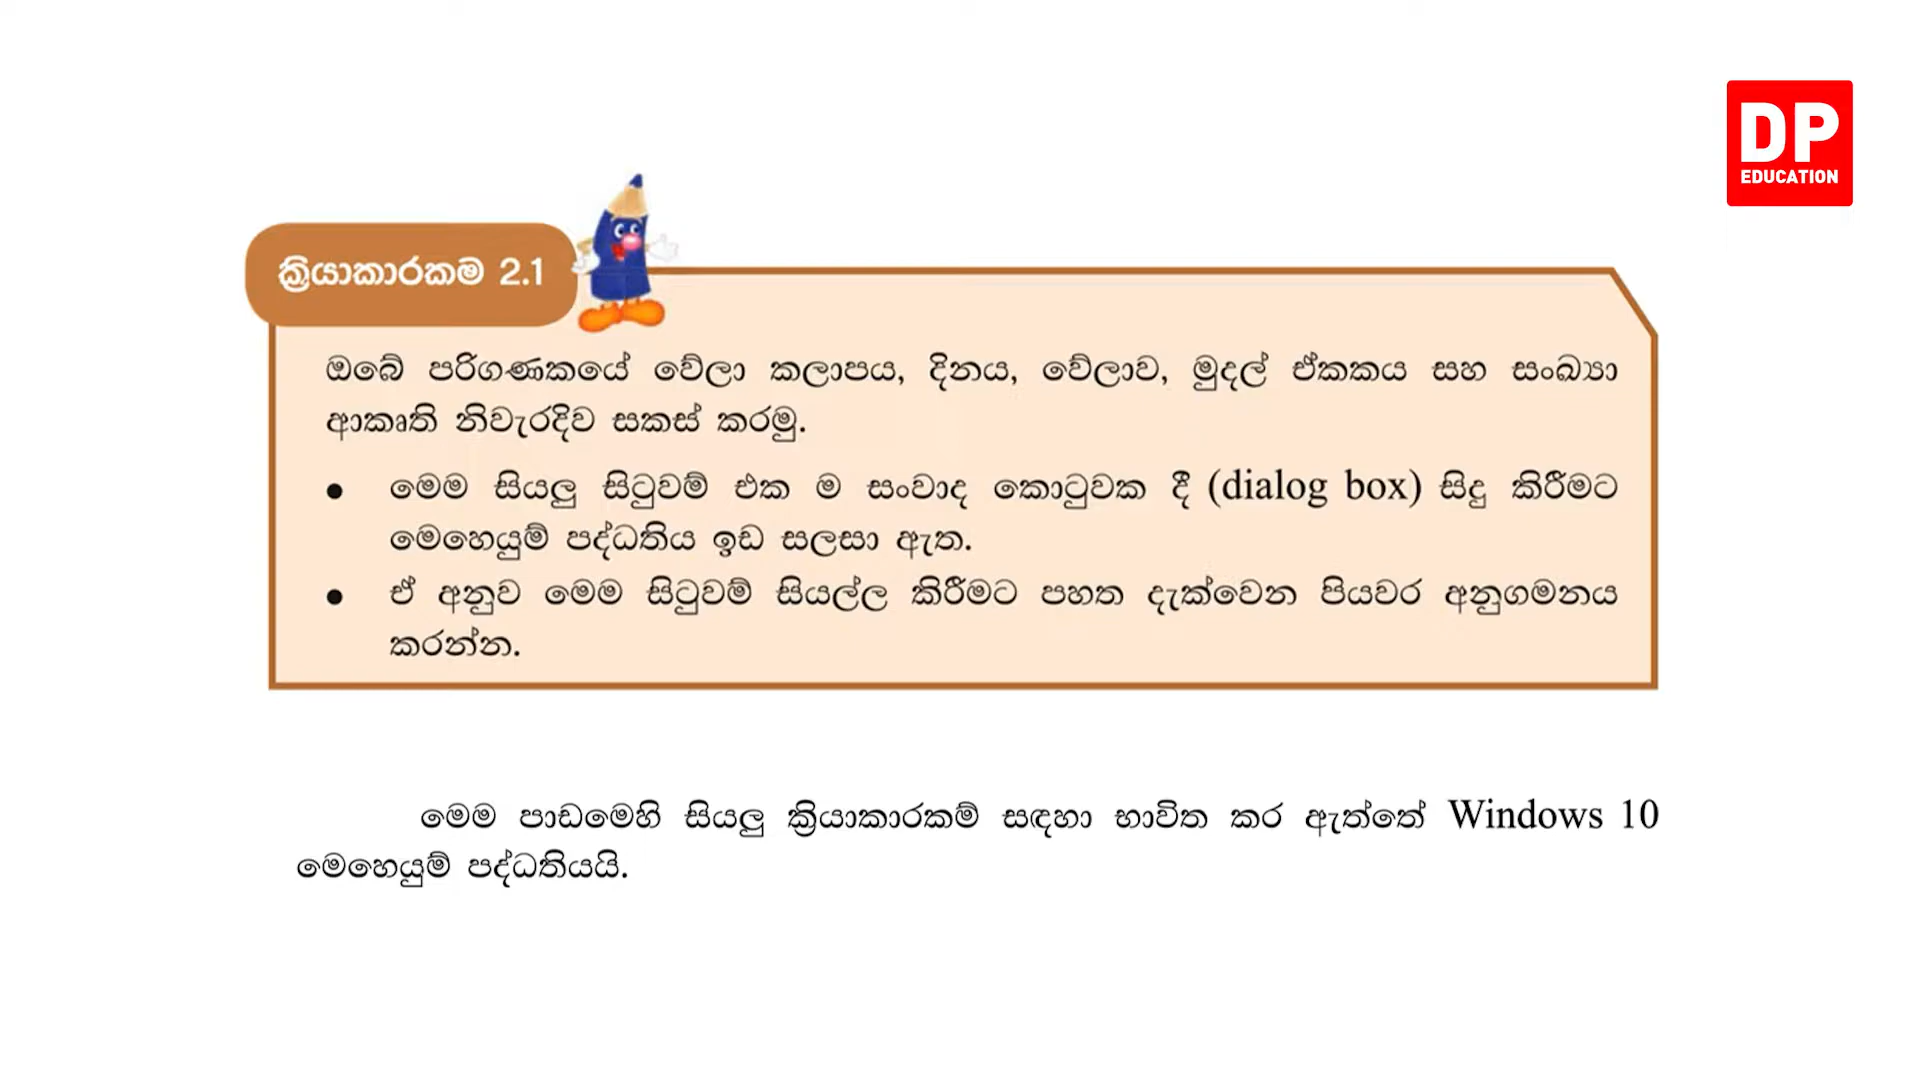 DP
EDUCATION
ක්‍රියාකාරකම 2.1
ඔබේ පරිගණකයේ වේලා කලාපය, දිනය, වේලාව, මුදල් ඒකකය සහ සංඛ්‍යා
ආකෘති නිවැරදිව සකස් කරමු.
● මෙම සියලු සිටුවම් එක ම සංවාද කොටුවක දී (dialog box) සිදු කිරීමට
මෙහෙයුම් පද්ධතිය ඉඩ සලසා ඇත.
● ඒ අනුව මෙම සිටුවම් සියල්ල කිරීමට පහත දැක්වෙන පියවර අනුගමනය
කරන්න.
මෙම පාඩමෙහි සියලු ක්‍රියාකාරකම් සඳහා භාවිත කර ඇත්තේ Windows 10
මෙහෙයුම් පද්ධතියයි.